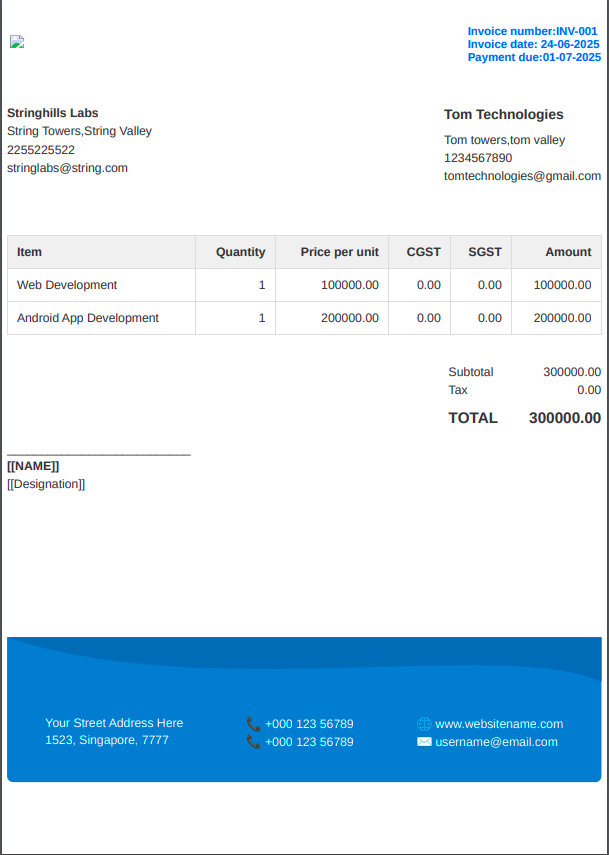 Invoice number:INV-001
Invoice date: 24-06-2025
Payment due:01-07-2025
Stringhills Labs
String Towers,String Valley
2255225522
stringlabs@string.com
Tom Technologies
Tom towers,tom valley
1234567890
tomtechnologies@gmail.com
Item Quantity Price per unit CGST SGST Amount
Web Development 1 100000.00 0.00 0.00 100000.00
Android App Development 1 200000.00 0.00 0.00 200000.00
Subtotal 300000.00
Tax 0.00
TOTAL 300000.00
[[NAME]]
[[Designation]]
Your Street Address Here
1523, Singapore, 7777
+000 123 56789
+000 123 56789
www.websitename.com
username@email.com